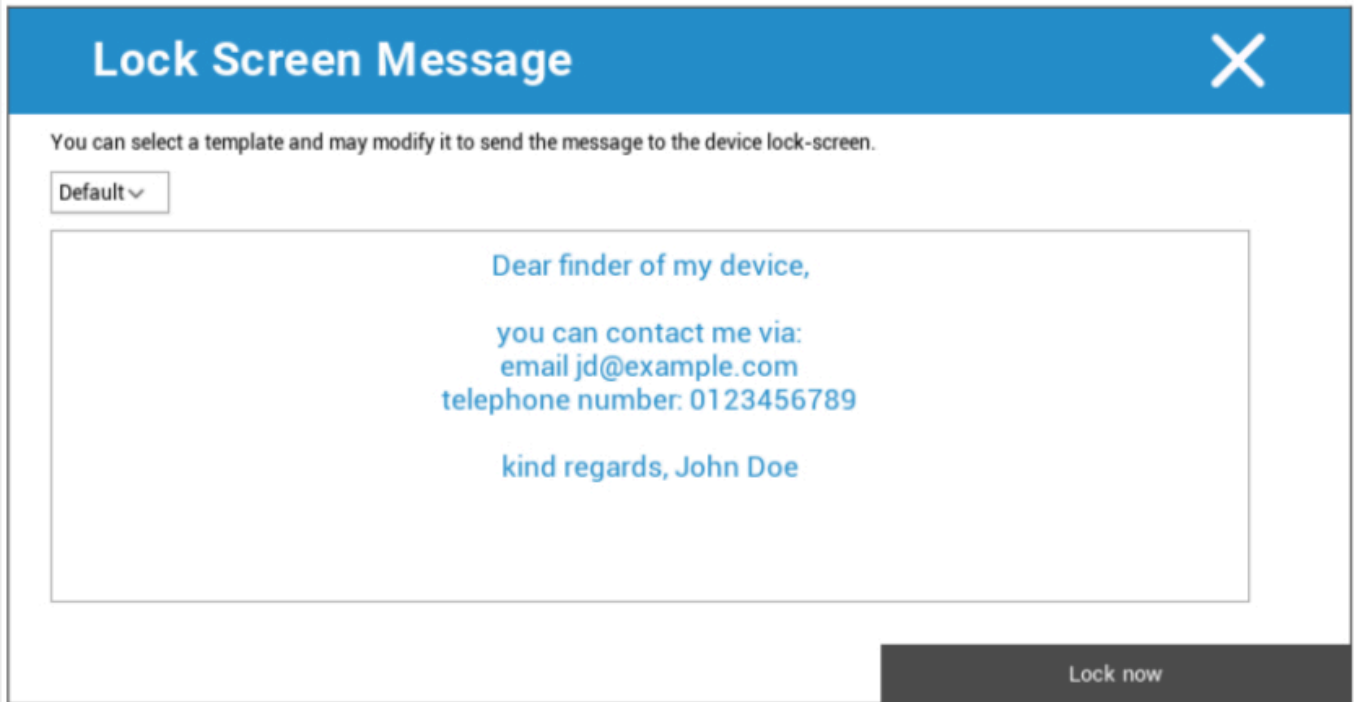 Lock Screen Message
You can select a template and may modify it to send the message to the device lock-screen.
Default
Dear finder of my device,
you can contact me via:
email jd@example.com
telephone number: 0123456789
kind regards, John Doe
Lock now